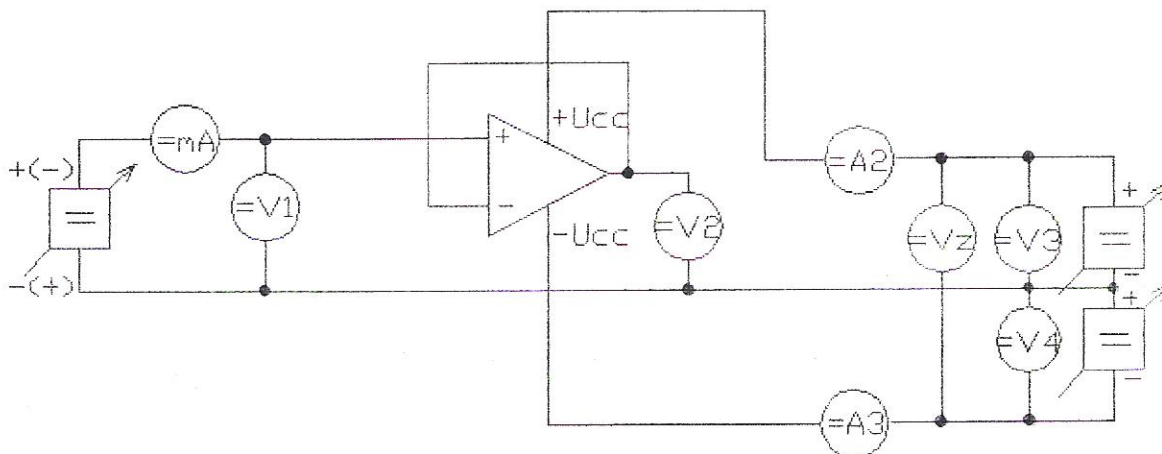 +Ucc
+(-)
=mA
+
=A2
+
=
=V1
-
=V2
=Vz
=V3
=
-Ucc
-(+)
-
+
=V4
=
-
=A3